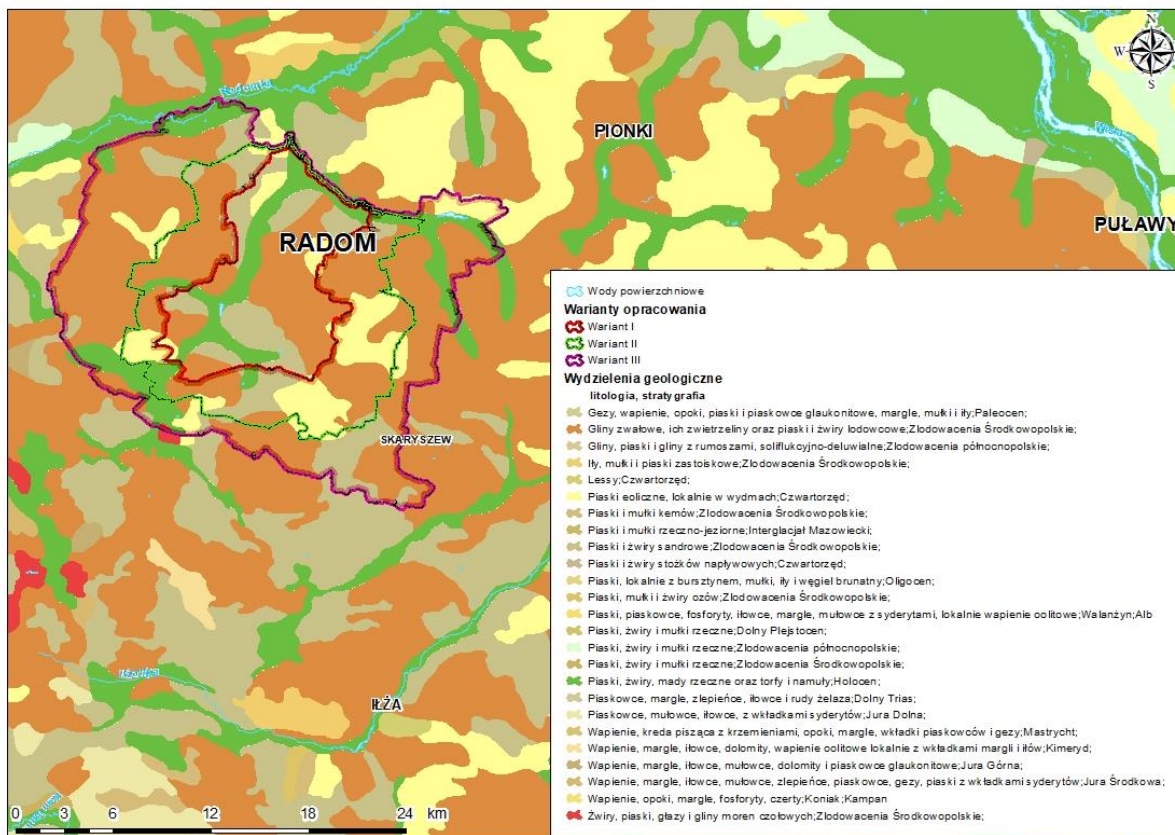 N
W
S
Radomka
Wisła
PIONKI
PUŁAWY
RADOM
SKARYSZEW
Iłżanka
IŁŻA
0 3 6 12 18 24 km
Wody powierzchniowe
Warianty opracowania
Wariant I
Wariant II
Wariant III
Wydzielenia geologiczne
litologia, stratygrafia
Gezy, wapienie, opoki, piaski i piaskowce glaukonitowe, margle, mułki i iły;Paleocen;
Gliny zwałowe, ich zwietrzeliny oraz piaski i żwiry lodowcowe;Zlodowacenia Środkowopolskie;
Gliny, piaski i gliny z rumoszami, soliflukcyjno-deluwialne;Zlodowacenia północnopolskie;
Iły, mułki i piaski zastoiskowe;Zlodowacenia Środkowopolskie;
Lessy;Czwartorzęd;
Piaski eoliczne, lokalnie w wydmach;Czwartorzęd;
Piaski i mułki kemów;Zlodowacenia Środkowopolskie;
Piaski i mułki rzeczno-jeziorne;Interglacjał Mazowiecki;
Piaski i żwiry sandrowe;Zlodowacenia Środkowopolskie;
Piaski i żwiry stożków napływowych;Czwartorzęd;
Piaski, lokalnie z bursztynem, mułki, iły i węgiel brunatny;Oligocen;
Piaski, mułki i żwiry ozów;Zlodowacenia Środkowopolskie;
Piaski, piaskowce, fosforyty, iłowce, margle, mułowce z syderytami, lokalnie wapienie oolitowe;Walanżyn;Alb
Piaski, żwiry i mułki rzeczne;Dolny Plejstocen;
Piaski, żwiry i mułki rzeczne;Zlodowacenia północnopolskie;
Piaski, żwiry i mułki rzeczne;Zlodowacenia Środkowopolskie;
Piaski, żwiry, mady rzeczne oraz torfy i namuły;Holocen;
Piaskowce, margle, zlepieńce, iłowce i rudy żelaza;Dolny Trias;
Piaskowce, mułowce, iłowce, z wkładkami syderytów;Jura Dolna;
Wapienie, kreda pisząca z krzemieniami, opoki, margle, wkładki piaskowców i gezy;Mastrycht;
Wapienie, margle, iłowce, dolomity, wapienie oolitowe lokalnie z wkładkami margli i iłów;Kimeryd;
Wapienie, margle, iłowce, mułowce, dolomity i piaskowce glaukonitowe;Jura Górna;
Wapienie, margle, iłowce, mułowce, zlepieńce, piaskowce, gezy, piaski z wkładkami syderytów;Jura Środkowa;
Wapienie, opoki, margle, fosforyty, czerty;Koniak;Kampan
Żwiry, piaski, głazy i gliny moren czołowych;Zlodowacenia Środkowopolskie;